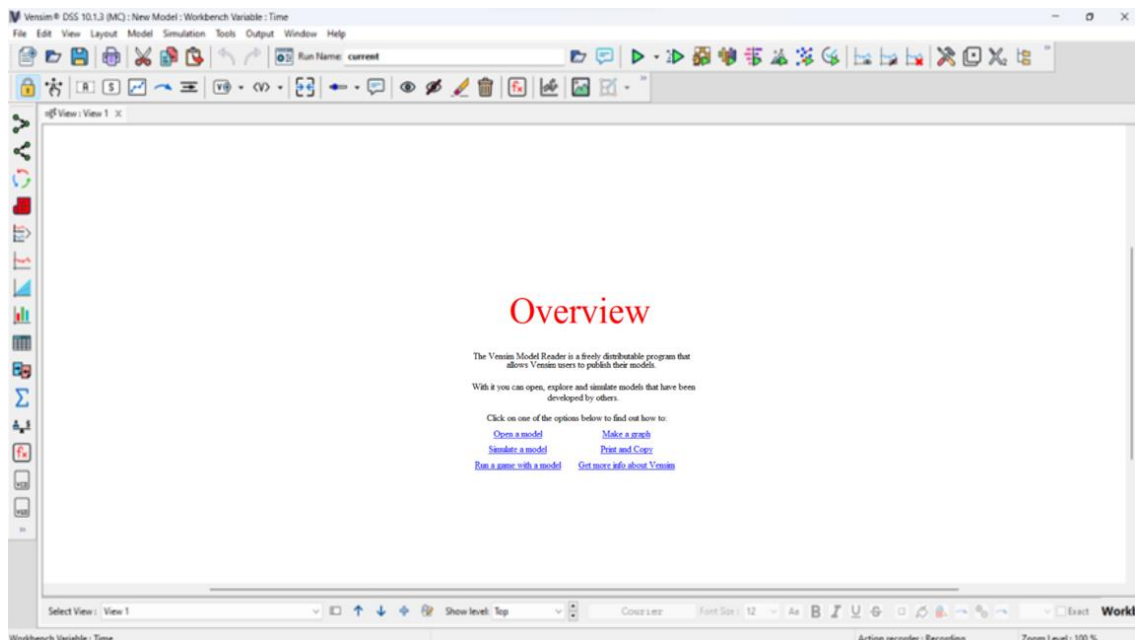 Vensim® DSS 10.1.3 (MC) : New Model : Workbench Variable : Time
File Edit View Layout Model Simulation Tools Output Window Help
Run Name: current
View : View 1
Overview
The Vensim Model Reader is a freely distributable program that
allows Vensim users to publish their models.
With it you can open, explore and simulate models that have been
developed by others.
Click on one of the options below to find out how to:
Open a model Make a graph
Simulate a model Print and Copy
Run a game with a model Get more info about Vensim
Select View : View 1 Show level: Top Courier Font Size: 12 Aa B I U Exact Workb
Workbench Variable : Time Action recorder : Recording Zoom Level : 100 %